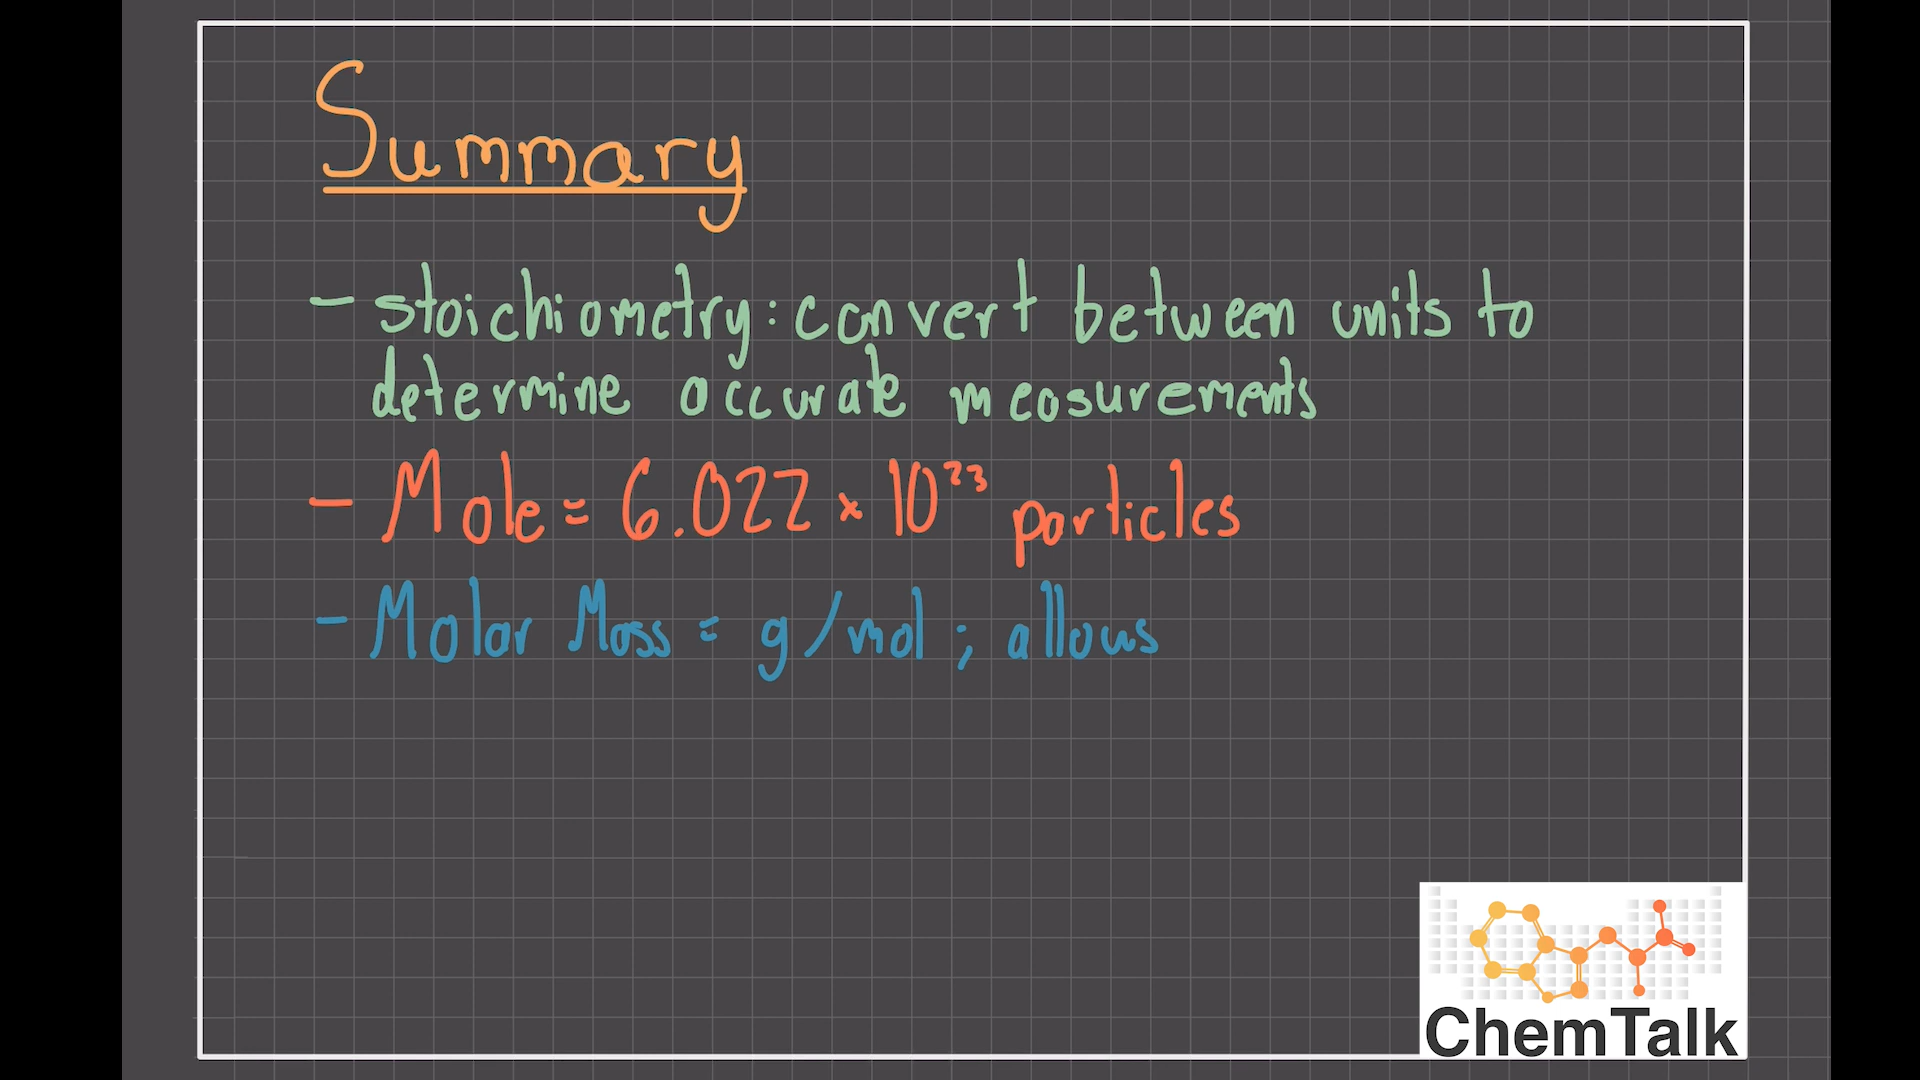 Summary
- stoichiometry: convert between units to
determine accurate measurements
- Mole = 6.022 × 10²³ particles
- Molar Mass = g/mol ; allows
ChemTalk